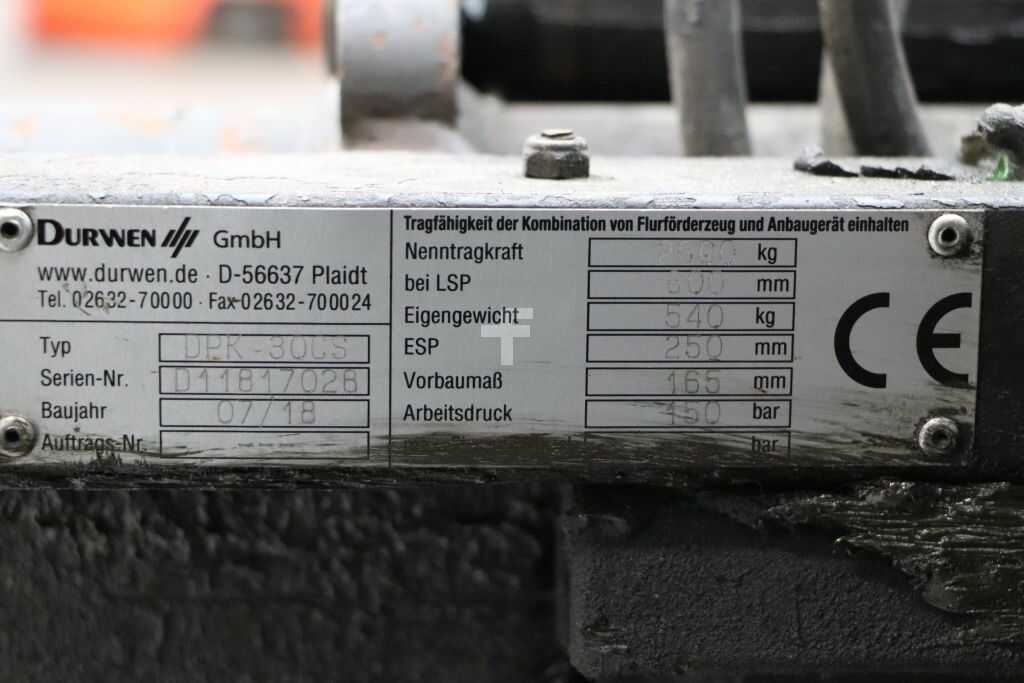 DURWEN GmbH
www.durwen.de · D-56637 Plaidt
Tel. 02632-70000 · Fax 02632-700024
Typ DPK-30CS
Serien-Nr. D11817028
Baujahr 07/18
Auftrags-Nr.
Tragfähigkeit der Kombination von Flurförderzeug und Anbaugerät einhalten
Nenntragkraft kg
bei LSP mm
Eigengewicht 540 kg
ESP 250 mm
Vorbaumaß 165 mm
Arbeitsdruck 150 bar
bar
CE